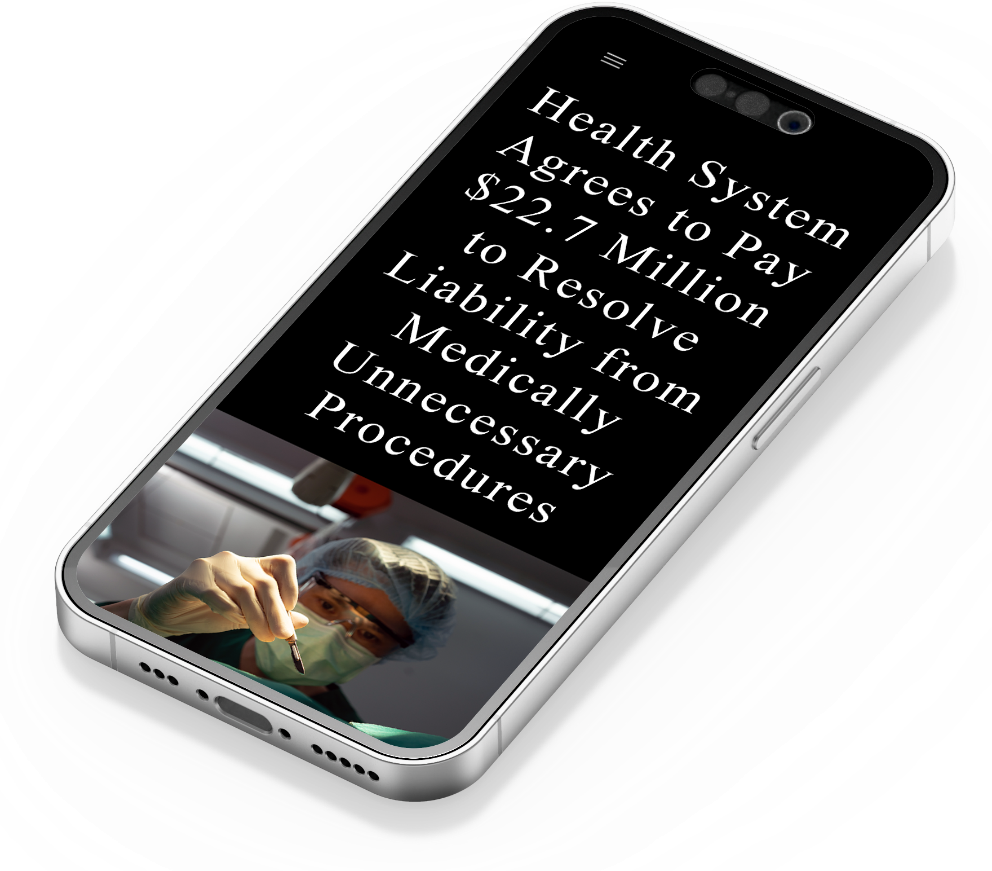 Health System
Agrees to Pay
$22.7 Million
to Resolve
Liability from
Medically
Unnecessary
Procedures